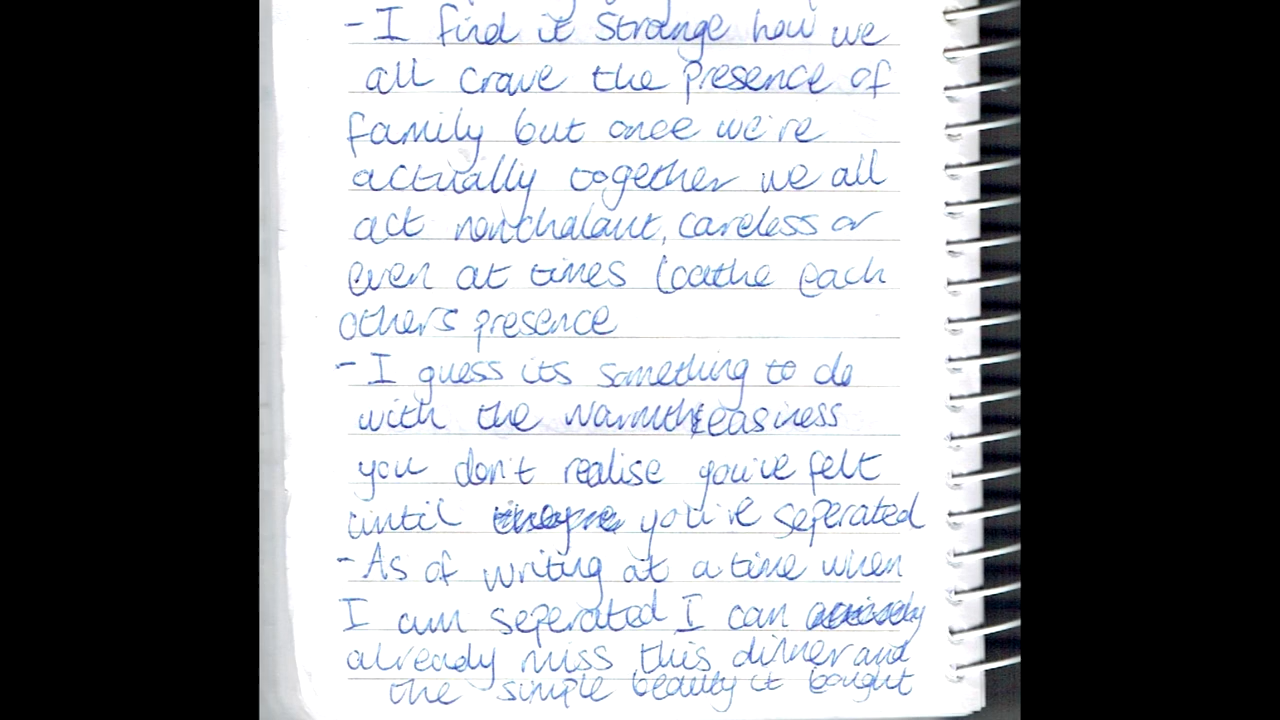 - I find it strange how we
all crave the presence of
family but once we're
actually together we all
act nonchalant, careless or
even at times loathe each
others presence
- I guess its something to do
with the warmth & easiness
you don't realise you've felt
until you're seperated
- As of writing at a time when
I am seperated I can
already miss this dinner and
the simple beauty it bought